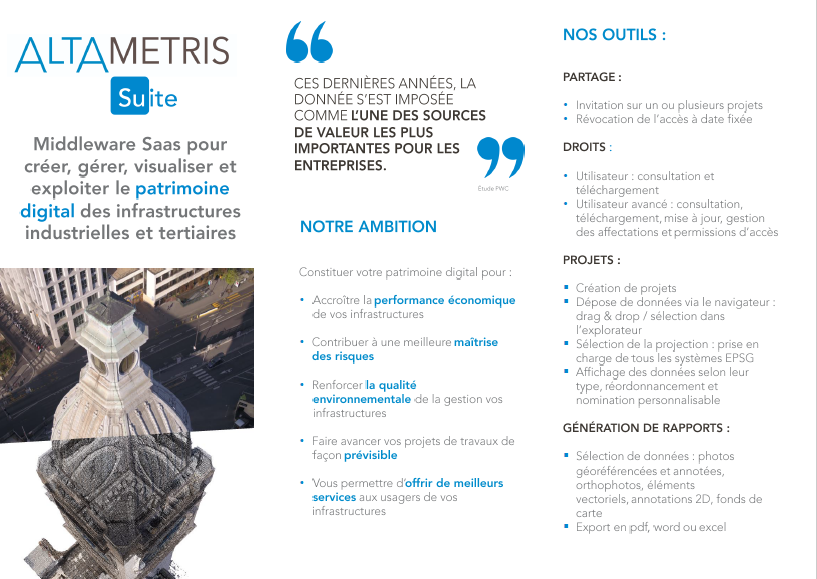 ALTAMETRIS
Suite
Middleware Saas pour
créer, gérer, visualiser et
exploiter le patrimoine
digital des infrastructures
industrielles et tertiaires
CES DERNIÈRES ANNÉES, LA
DONNÉE S'EST IMPOSÉE
COMME L'UNE DES SOURCES
DE VALEUR LES PLUS
IMPORTANTES POUR LES
ENTREPRISES.
Etude PWC
NOTRE AMBITION
Constituer votre patrimoine digital pour :
• Accroître la performance économique
de vos infrastructures
• Contribuer à une meilleure maîtrise
des risques
• Renforcer la qualité
environnementale de la gestion vos
infrastructures
• Faire avancer vos projets de travaux de
façon prévisible
• Vous permettre d'offrir de meilleurs
services aux usagers de vos
infrastructures
NOS OUTILS :
PARTAGE :
• Invitation sur un ou plusieurs projets
• Révocation de l'accès à date fixée
DROITS :
• Utilisateur : consultation et
téléchargement
• Utilisateur avancé : consultation,
téléchargement, mise à jour, gestion
des affectations et permissions d'accès
PROJETS :
▪ Création de projets
▪ Dépose de données via le navigateur :
drag & drop / sélection dans
l'explorateur
▪ Sélection de la projection : prise en
charge de tous les systèmes EPSG
▪ Affichage des données selon leur
type, réordonnancement et
nomination personnalisable
GÉNÉRATION DE RAPPORTS :
▪ Sélection de données : photos
géoréférencées et annotées,
orthophotos, éléments
vectoriels, annotations 2D, fonds de
carte
▪ Export en pdf, word ou excel